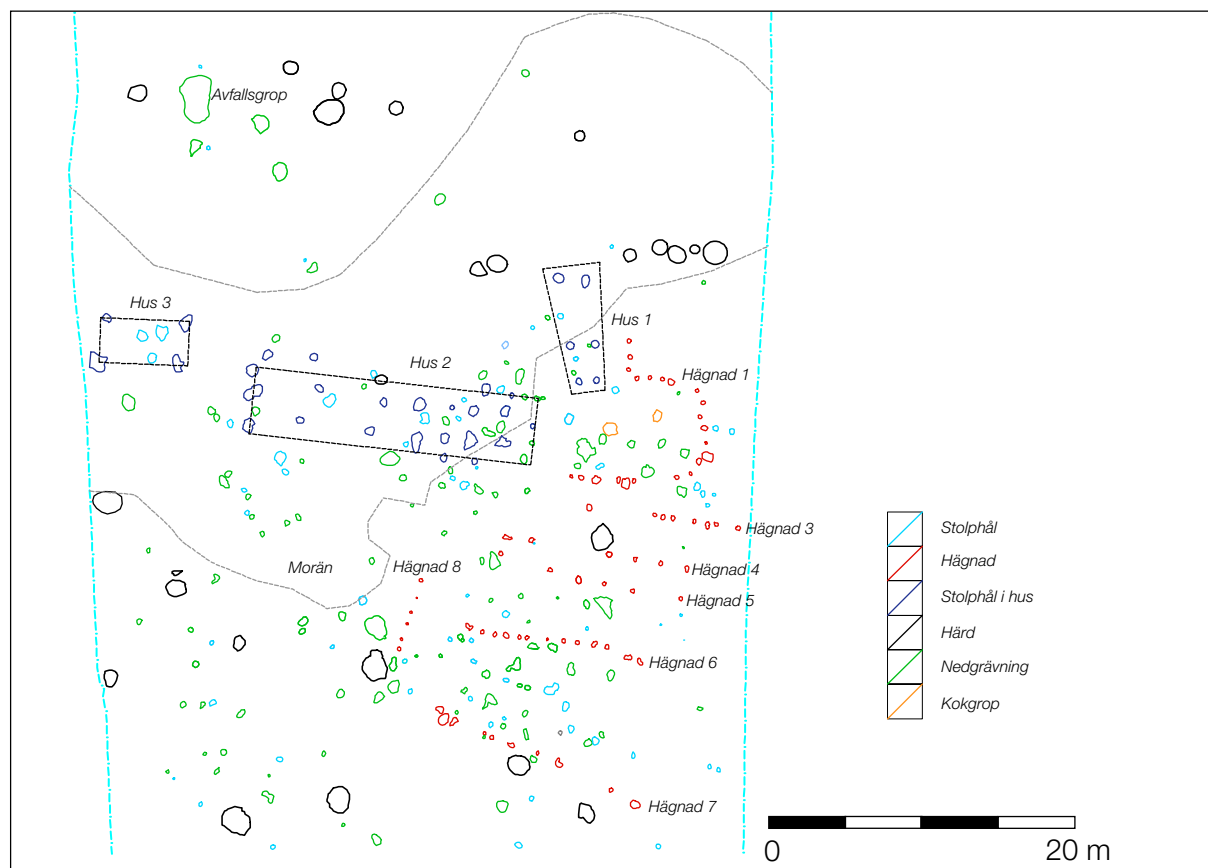 Avfallsgrop
Hus 3
Hus 1
Hus 2
Hägnad 1
Hägnad 3
Morän
Hägnad 8
Hägnad 4
Hägnad 5
Hägnad 6
Hägnad 7
Stolphål
Hägnad
Stolphål i hus
Härd
Nedgrävning
Kokgrop
0
20 m